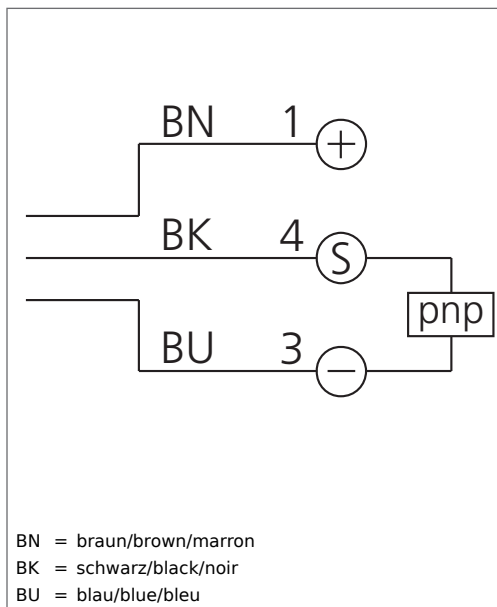 BN 1 +
BK 4 S
pnp
BU 3 −
BN = braun/brown/marron
BK = schwarz/black/noir
BU = blau/blue/bleu